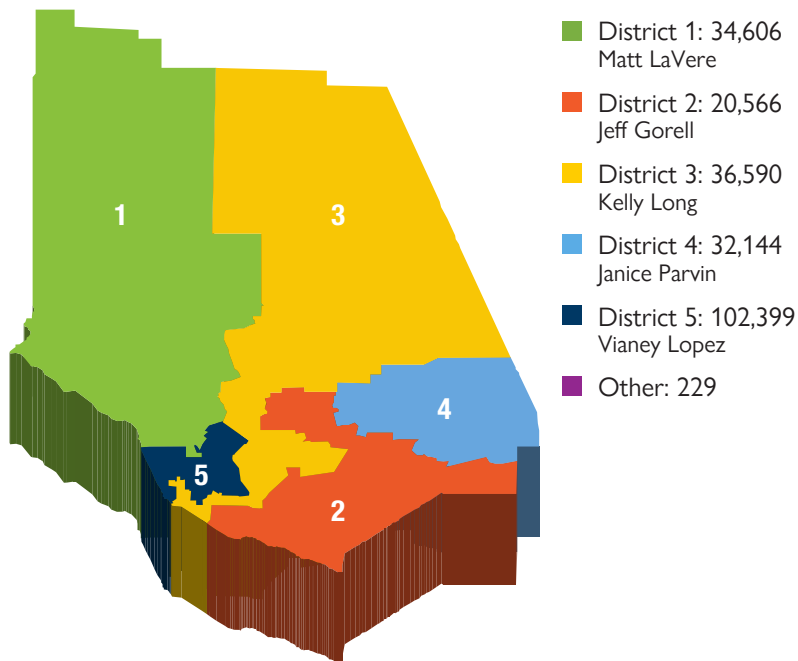 District 1: 34,606
Matt LaVere
District 2: 20,566
Jeff Gorell
District 3: 36,590
Kelly Long
District 4: 32,144
Janice Parvin
District 5: 102,399
Vianey Lopez
Other: 229
1
3
4
5
2